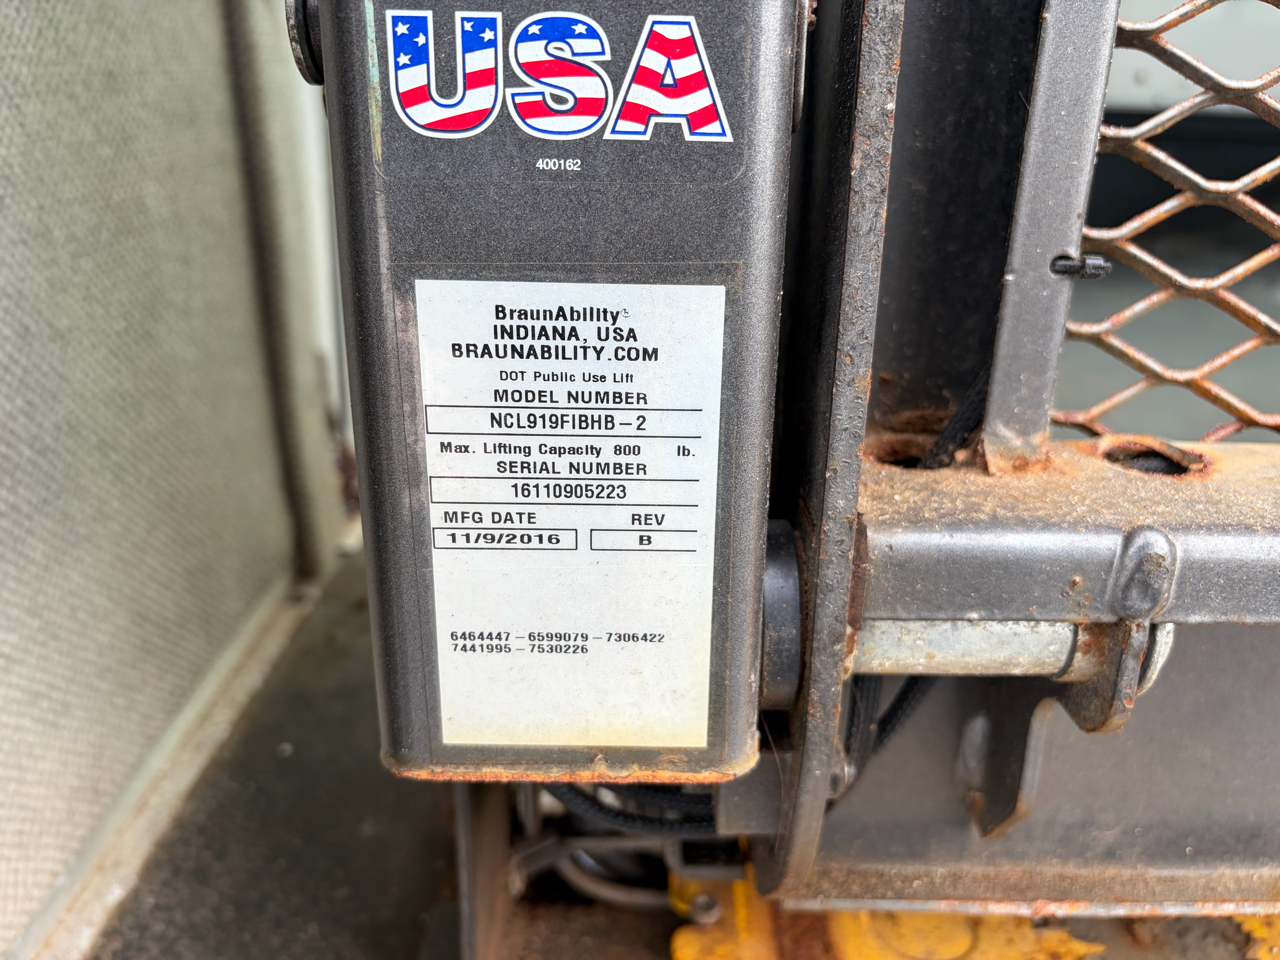 USA
400162
BraunAbility
INDIANA, USA
BRAUNABILITY.COM
DOT Public Use Lift
MODEL NUMBER
NCL919FIBHB-2
Max. Lifting Capacity 800 lb.
SERIAL NUMBER
16110905223
MFG DATE REV
11/9/2016 B
6464447-6599079-7306422
7441995-7530226